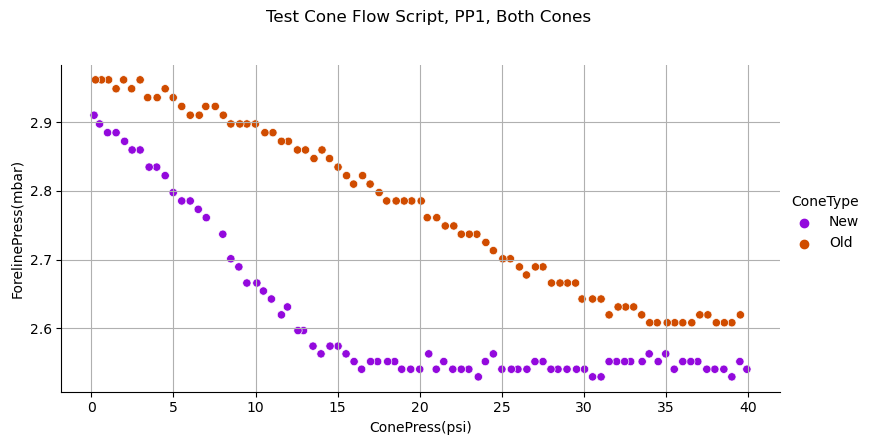 Test Cone Flow Script, PP1, Both Cones
ForelinePress(mbar)
2.9
2.8
2.7
2.6
0 5 10 15 20 25 30 35 40
ConePress(psi)
ConeType
New
Old